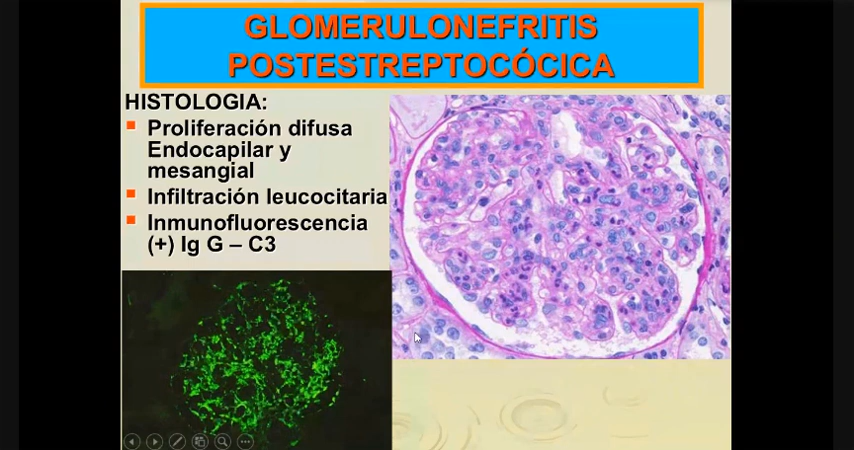 GLOMERULONEFRITIS
POSTESTREPTOCÓCICA
HISTOLOGIA:
Proliferación difusa
Endocapilar y
mesangial
Infiltración leucocitaria
Inmunofluorescencia
(+) Ig G – C3